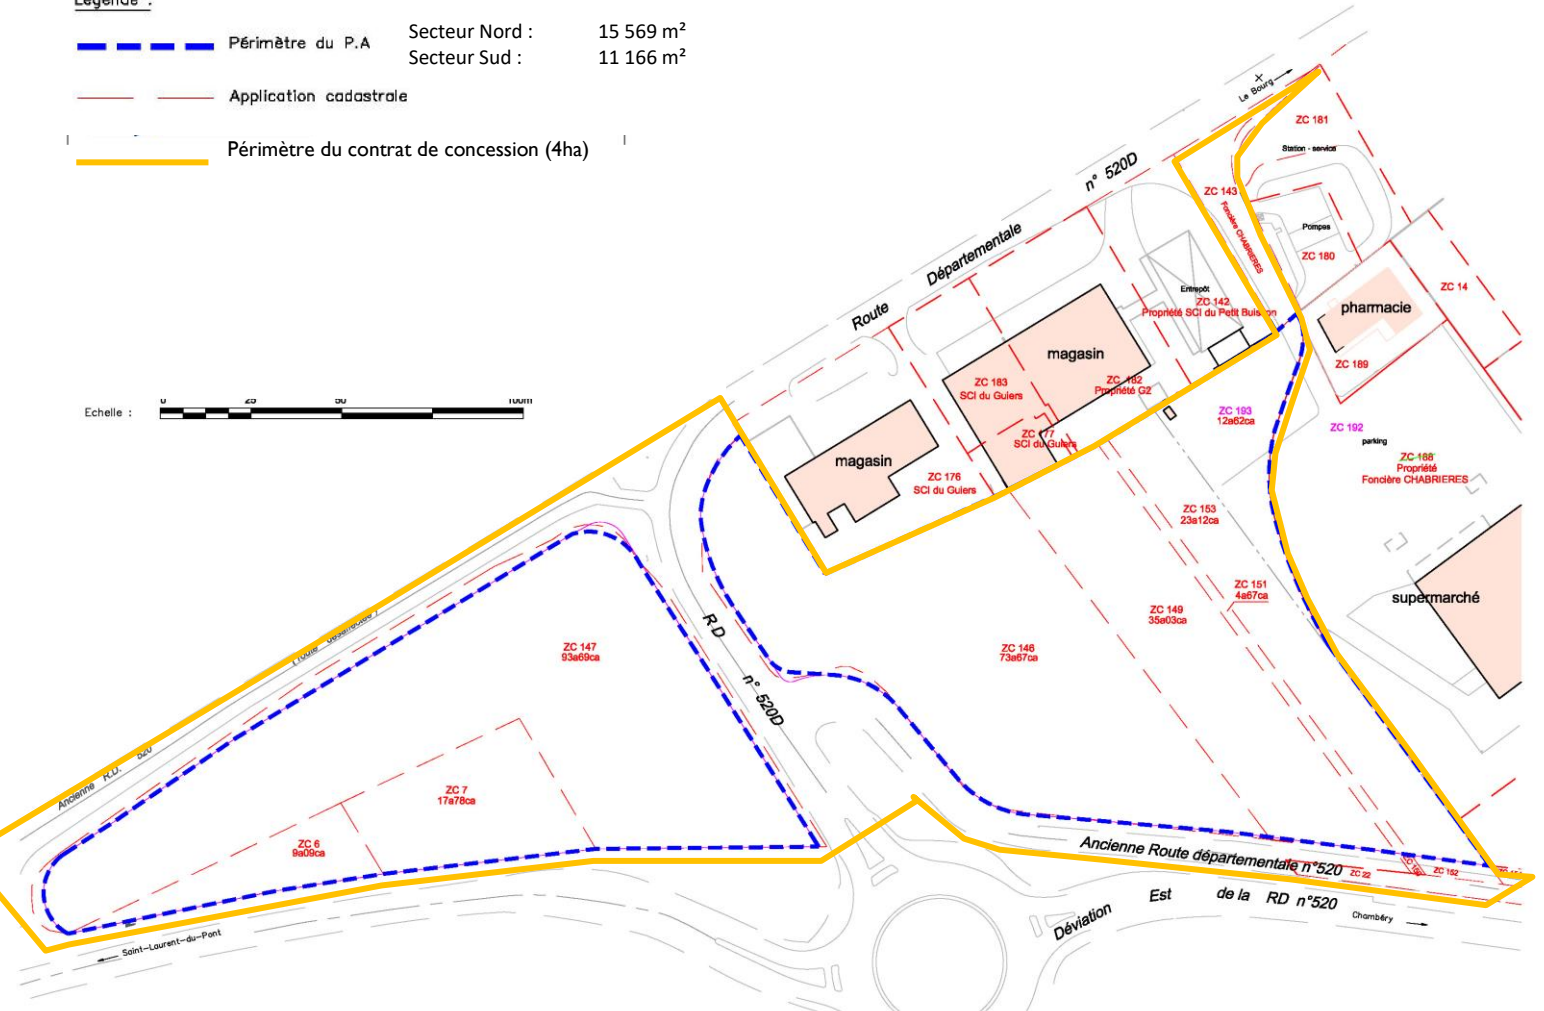 Légende :
Périmètre du P.A
Secteur Nord : 15 569 m²
Secteur Sud : 11 166 m²
Application cadastrale
Périmètre du contrat de concession (4ha)
Echelle :
0 25 50 100m
Le Bourg
ZC 181
Station - service
n° 520D
ZC 143
Foncière CHABRIERES
Pompes
Départementale
ZC 180
Route
Entrepôt
ZC 142
Propriété SCI du Petit Buisson
ZC 14
pharmacie
magasin
ZC 189
ZC 183
SCI du Guiers
ZC 182
Propriété G2
ZC 193
12a62ca
ZC 192
parking
ZC 177
SCI du Guiers
magasin
ZC 188
Propriété
Foncière CHABRIERES
ZC 176
SCI du Guiers
ZC 153
23a12ca
ZC 151
4a67ca
supermarché
ZC 149
35a03ca
ZC 147
93a69ca
ZC 146
73a67ca
R.D
n° 520D
Ancienne R.D. 520
ZC 7
17a78ca
ZC 6
9a09ca
Ancienne Route départementale n°520
ZC 22
ZC 152
Déviation Est de la RD n°520
Chambéry
Saint-Laurent-du-Pont